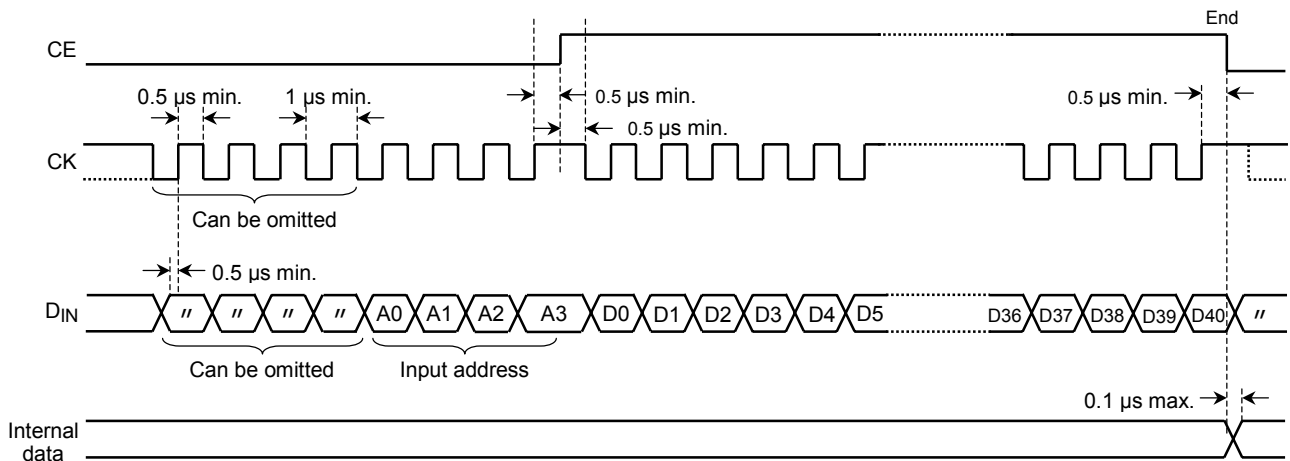 End
CE
0.5 µs min.
1 µs min.
0.5 µs min.
0.5 µs min.
0.5 µs min.
CK
Can be omitted
0.5 µs min.
DIN
〃 〃 〃 〃 A0 A1 A2 A3 D0 D1 D2 D3 D4 D5 D36 D37 D38 D39 D40 〃
Can be omitted
Input address
0.1 µs max.
Internal
data